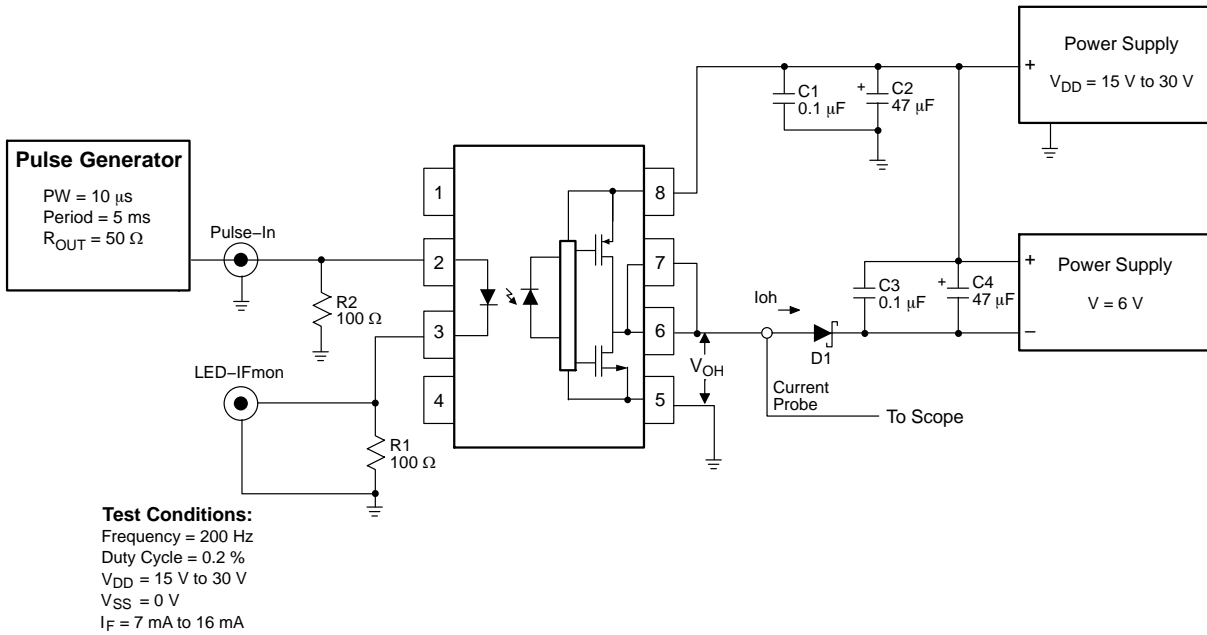 Power Supply
V_DD = 15 V to 30 V
+
C1
0.1 μF
+
C2
47 μF
Pulse Generator
PW = 10 μs
Period = 5 ms
R_OUT = 50 Ω
Pulse–In
1
2
3
4
8
7
6
5
R2
100 Ω
LED–IFmon
R1
100 Ω
V_OH
Ioh
D1
Current
Probe
To Scope
C3
0.1 μF
+
C4
47 μF
+
–
Power Supply
V = 6 V
Test Conditions:
Frequency = 200 Hz
Duty Cycle = 0.2 %
V_DD = 15 V to 30 V
V_SS = 0 V
I_F = 7 mA to 16 mA